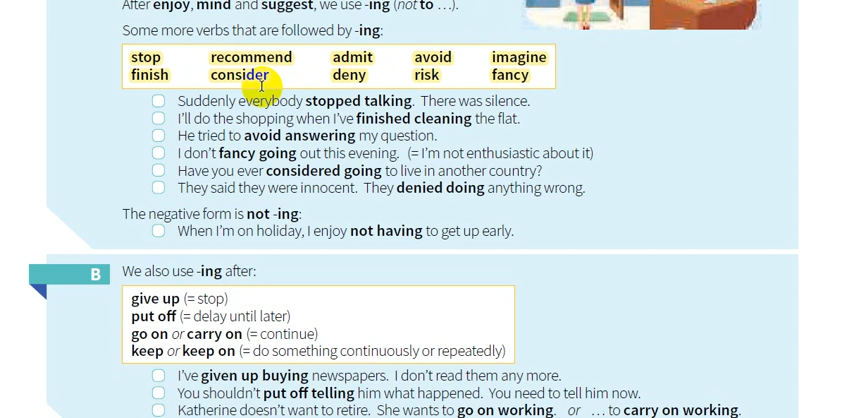 After enjoy, mind and suggest, we use -ing (not to …).
Some more verbs that are followed by -ing:
stop recommend admit avoid imagine
finish consider deny risk fancy
Suddenly everybody stopped talking. There was silence.
I'll do the shopping when I've finished cleaning the flat.
He tried to avoid answering my question.
I don't fancy going out this evening. (= I'm not enthusiastic about it)
Have you ever considered going to live in another country?
They said they were innocent. They denied doing anything wrong.
The negative form is not -ing:
When I'm on holiday, I enjoy not having to get up early.
B We also use -ing after:
give up (= stop)
put off (= delay until later)
go on or carry on (= continue)
keep or keep on (= do something continuously or repeatedly)
I've given up buying newspapers. I don't read them any more.
You shouldn't put off telling him what happened. You need to tell him now.
Katherine doesn't want to retire. She wants to go on working. or … to carry on working.